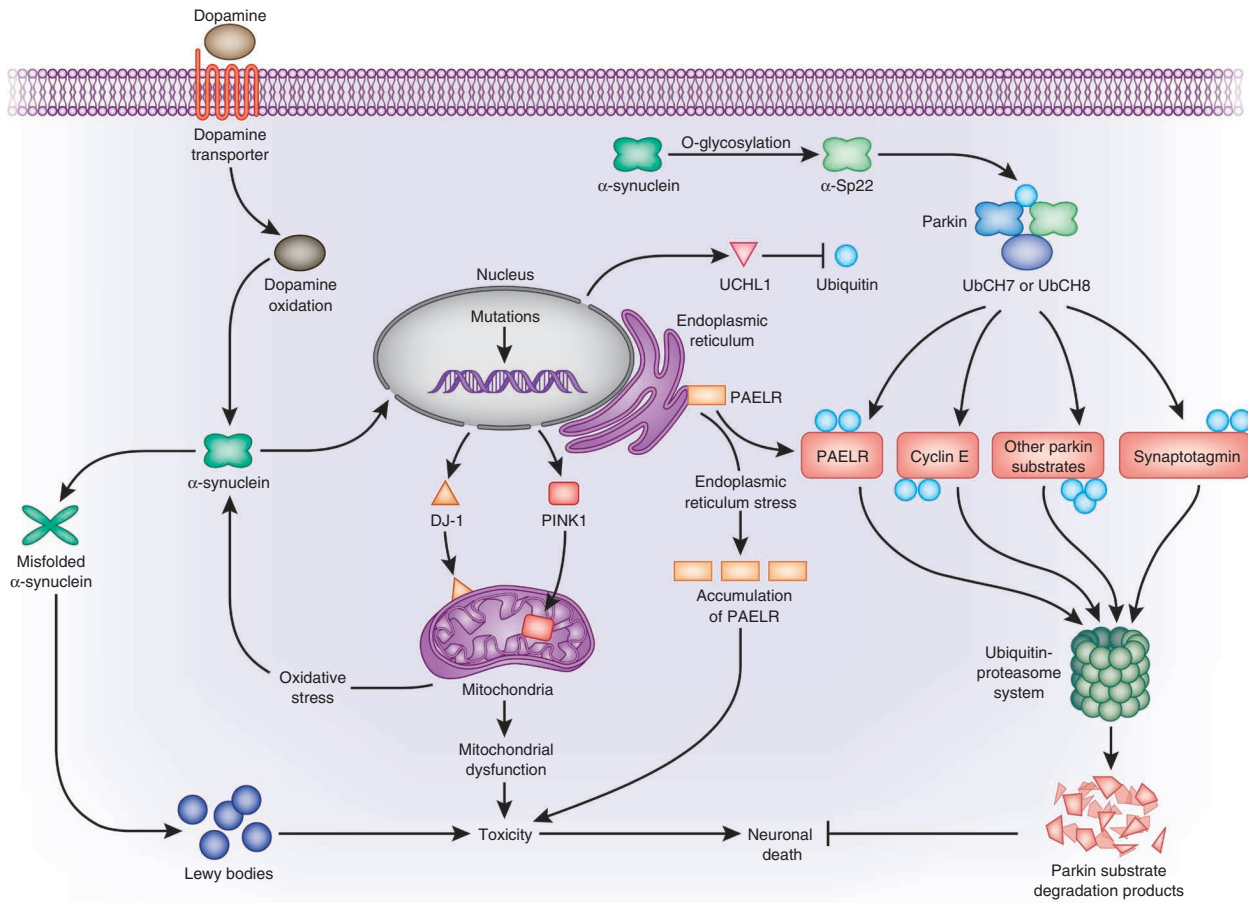 Dopamine
Dopamine
transporter
O-glycosylation
α-synuclein
α-Sp22
Parkin
UbCH7 or UbCH8
Dopamine
oxidation
Nucleus
Mutations
UCHL1
Ubiquitin
Endoplasmic
reticulum
PAELR
PAELR
Cyclin E
Other parkin
substrates
Synaptotagmin
α-synuclein
DJ-1
PINK1
Endoplasmic
reticulum stress
Misfolded
α-synuclein
Accumulation
of PAELR
Oxidative
stress
Mitochondria
Ubiquitin-
proteasome
system
Mitochondrial
dysfunction
Lewy bodies
Toxicity
Neuronal
death
Parkin substrate
degradation products